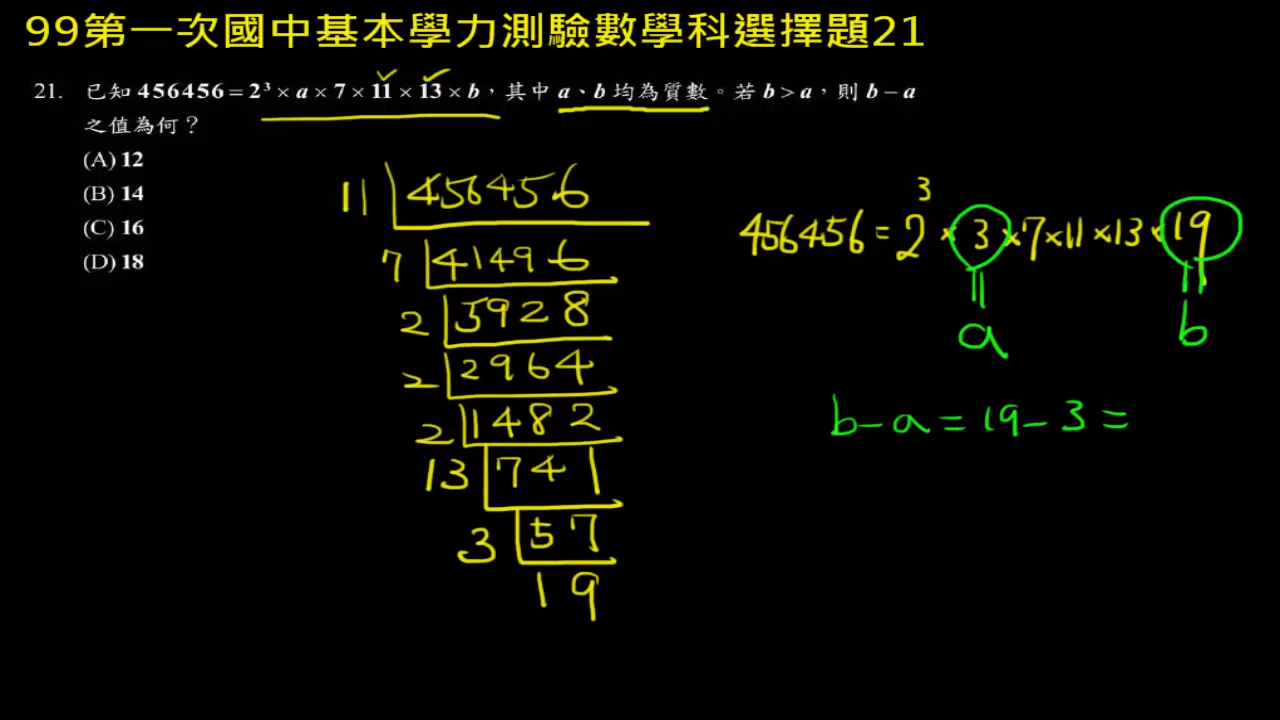 99第一次國中基本學力測驗數學科選擇題21
21. 已知 456456 = 2³ × a × 7 × 11 × 13 × b，其中 a、b 均為質數。若 b > a，則 b − a
之值為何？
(A) 12
(B) 14
(C) 16
(D) 18
11 456456
7 41496
2 5928
2 2964
2 1482
13 741
3 57
19
456456 = 2³ × 3 × 7 × 11 × 13 × 19
a
b
b − a = 19 − 3 =